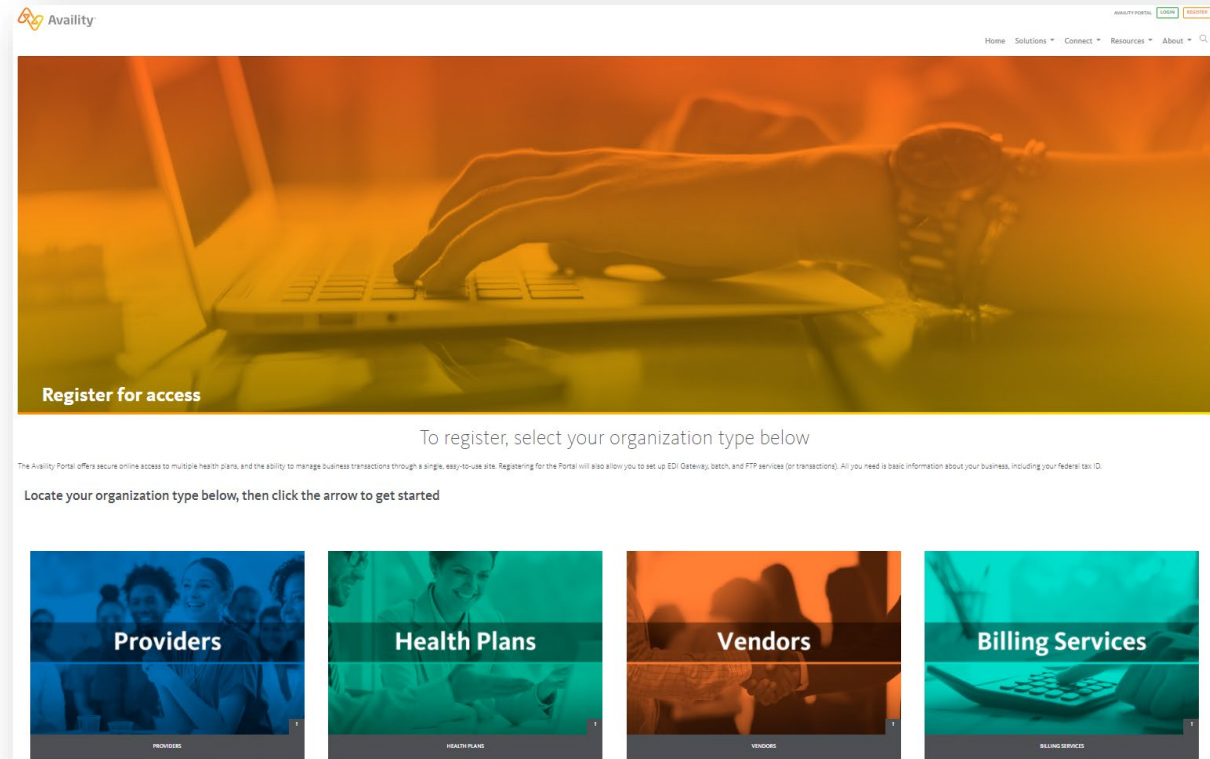 Availity
AVAILITY PORTAL LOGIN REGISTER
Home Solutions Connect Resources About
Register for access
To register, select your organization type below
The Availity Portal offers secure online access to multiple health plans, and the ability to manage business transactions through a single, easy-to-use site. Registering for the Portal will also allow you to set up EDI Gateway, batch, and FTP services (or transactions). All you need is basic information about your business, including your federal tax ID.
Locate your organization type below, then click the arrow to get started
Providers
Health Plans
Vendors
Billing Services
PROVIDERS
HEALTH PLANS
VENDORS
BILLING SERVICES